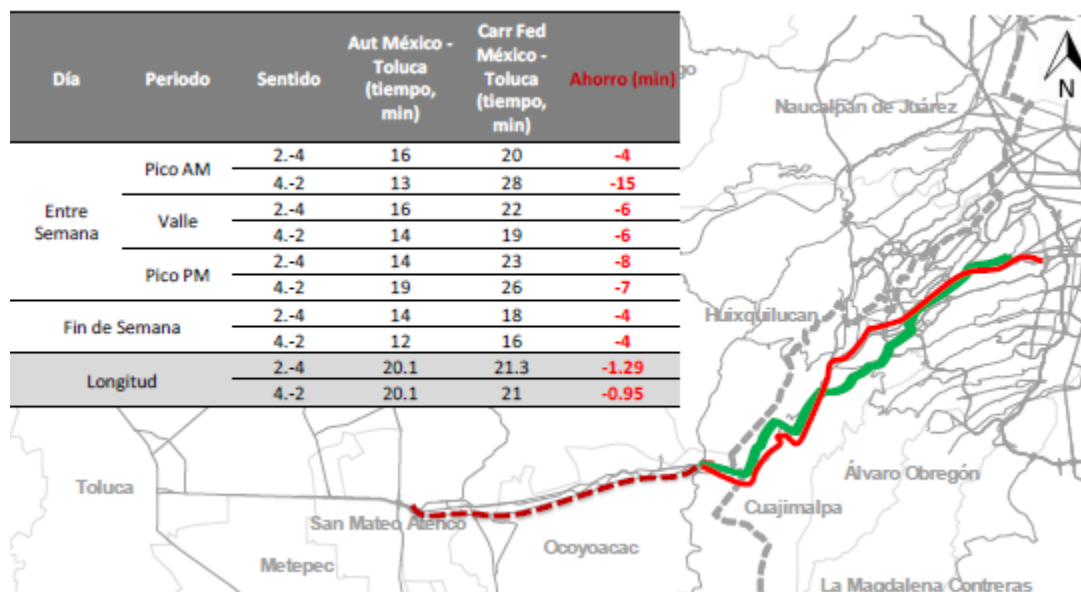 Día Periodo Sentido Aut México - Toluca (tiempo, min) Carr Fed México - Toluca (tiempo, min) Ahorro (min)
Entre Semana Pico AM 2.-4 16 20 -4
4.-2 13 28 -15
Valle 2.-4 16 22 -6
4.-2 14 19 -6
Pico PM 2.-4 14 23 -8
4.-2 19 26 -7
Fin de Semana 2.-4 14 18 -4
4.-2 12 16 -4
Longitud 2.-4 20.1 21.3 -1.29
4.-2 20.1 21 -0.95
N
Naucalpan de Juárez
Huixquilucan
Álvaro Obregón
Toluca
Cuajimalpa
San Mateo Atenco
Ocoyoacac
Metepec
La Magdalena Contreras